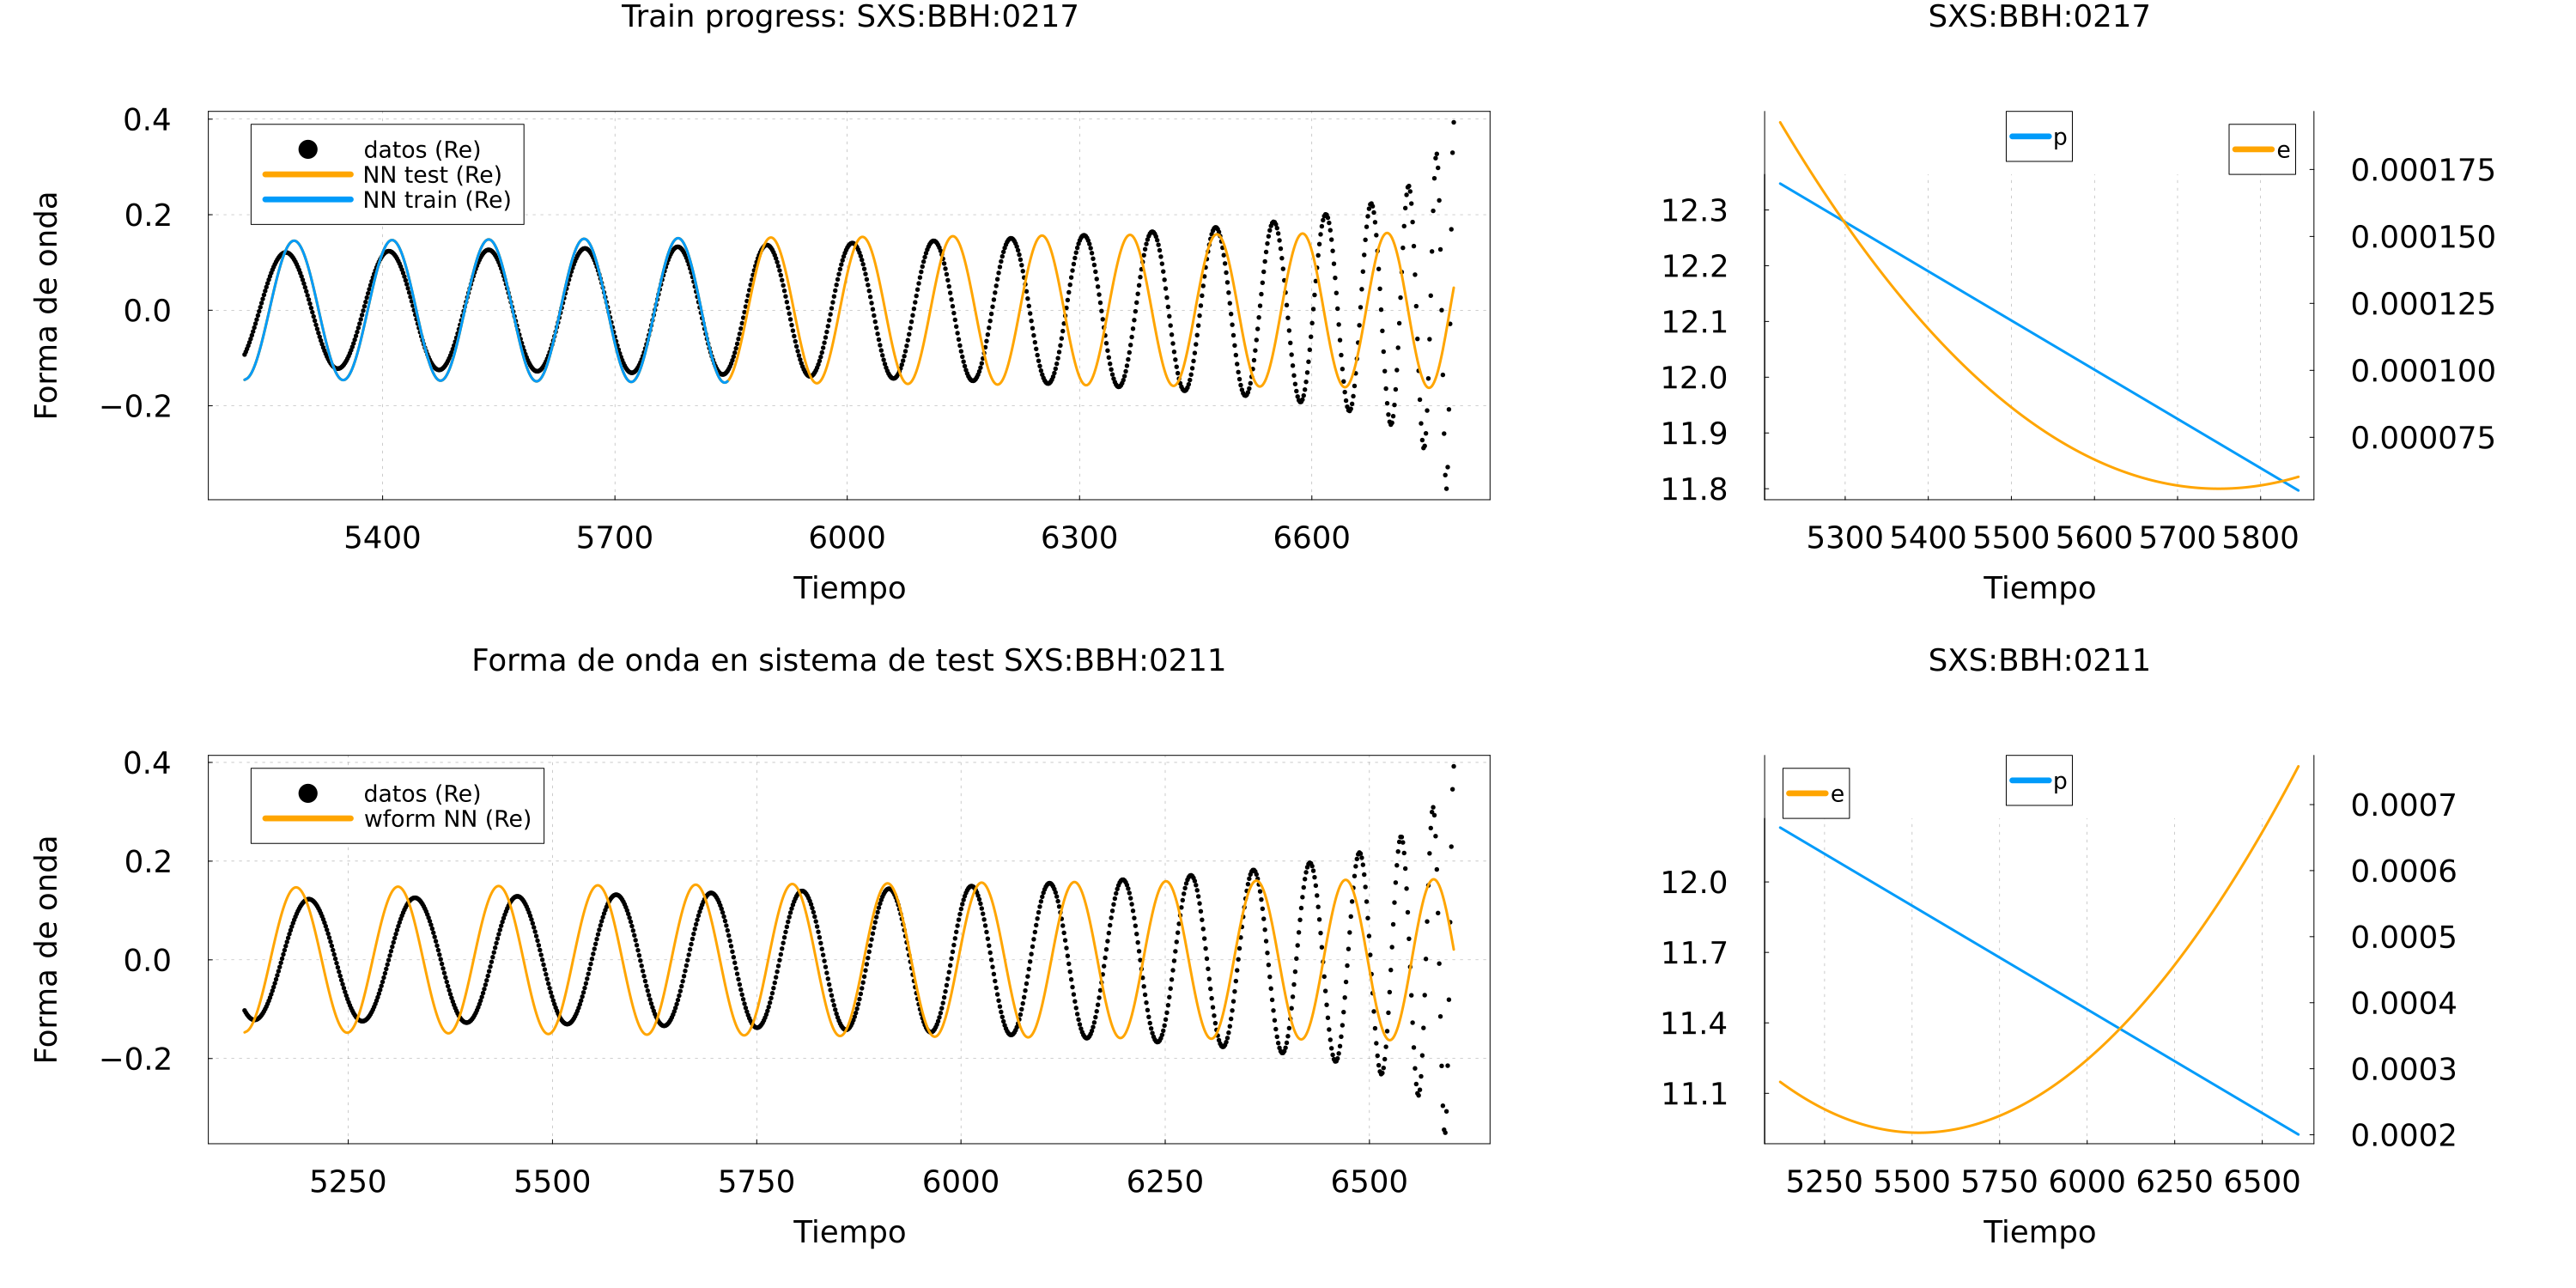 Train progress: SXS:BBH:0217
datos (Re)
NN test (Re)
NN train (Re)
Forma de onda
0.4
0.2
0.0
−0.2
5400 5700 6000 6300 6600
Tiempo
SXS:BBH:0217
p
e
12.3
12.2
12.1
12.0
11.9
11.8
0.000175
0.000150
0.000125
0.000100
0.000075
5300 5400 5500 5600 5700 5800
Tiempo
Forma de onda en sistema de test SXS:BBH:0211
datos (Re)
wform NN (Re)
Forma de onda
0.4
0.2
0.0
−0.2
5250 5500 5750 6000 6250 6500
Tiempo
SXS:BBH:0211
e
p
12.0
11.7
11.4
11.1
0.0007
0.0006
0.0005
0.0004
0.0003
0.0002
5250 5500 5750 6000 6250 6500
Tiempo